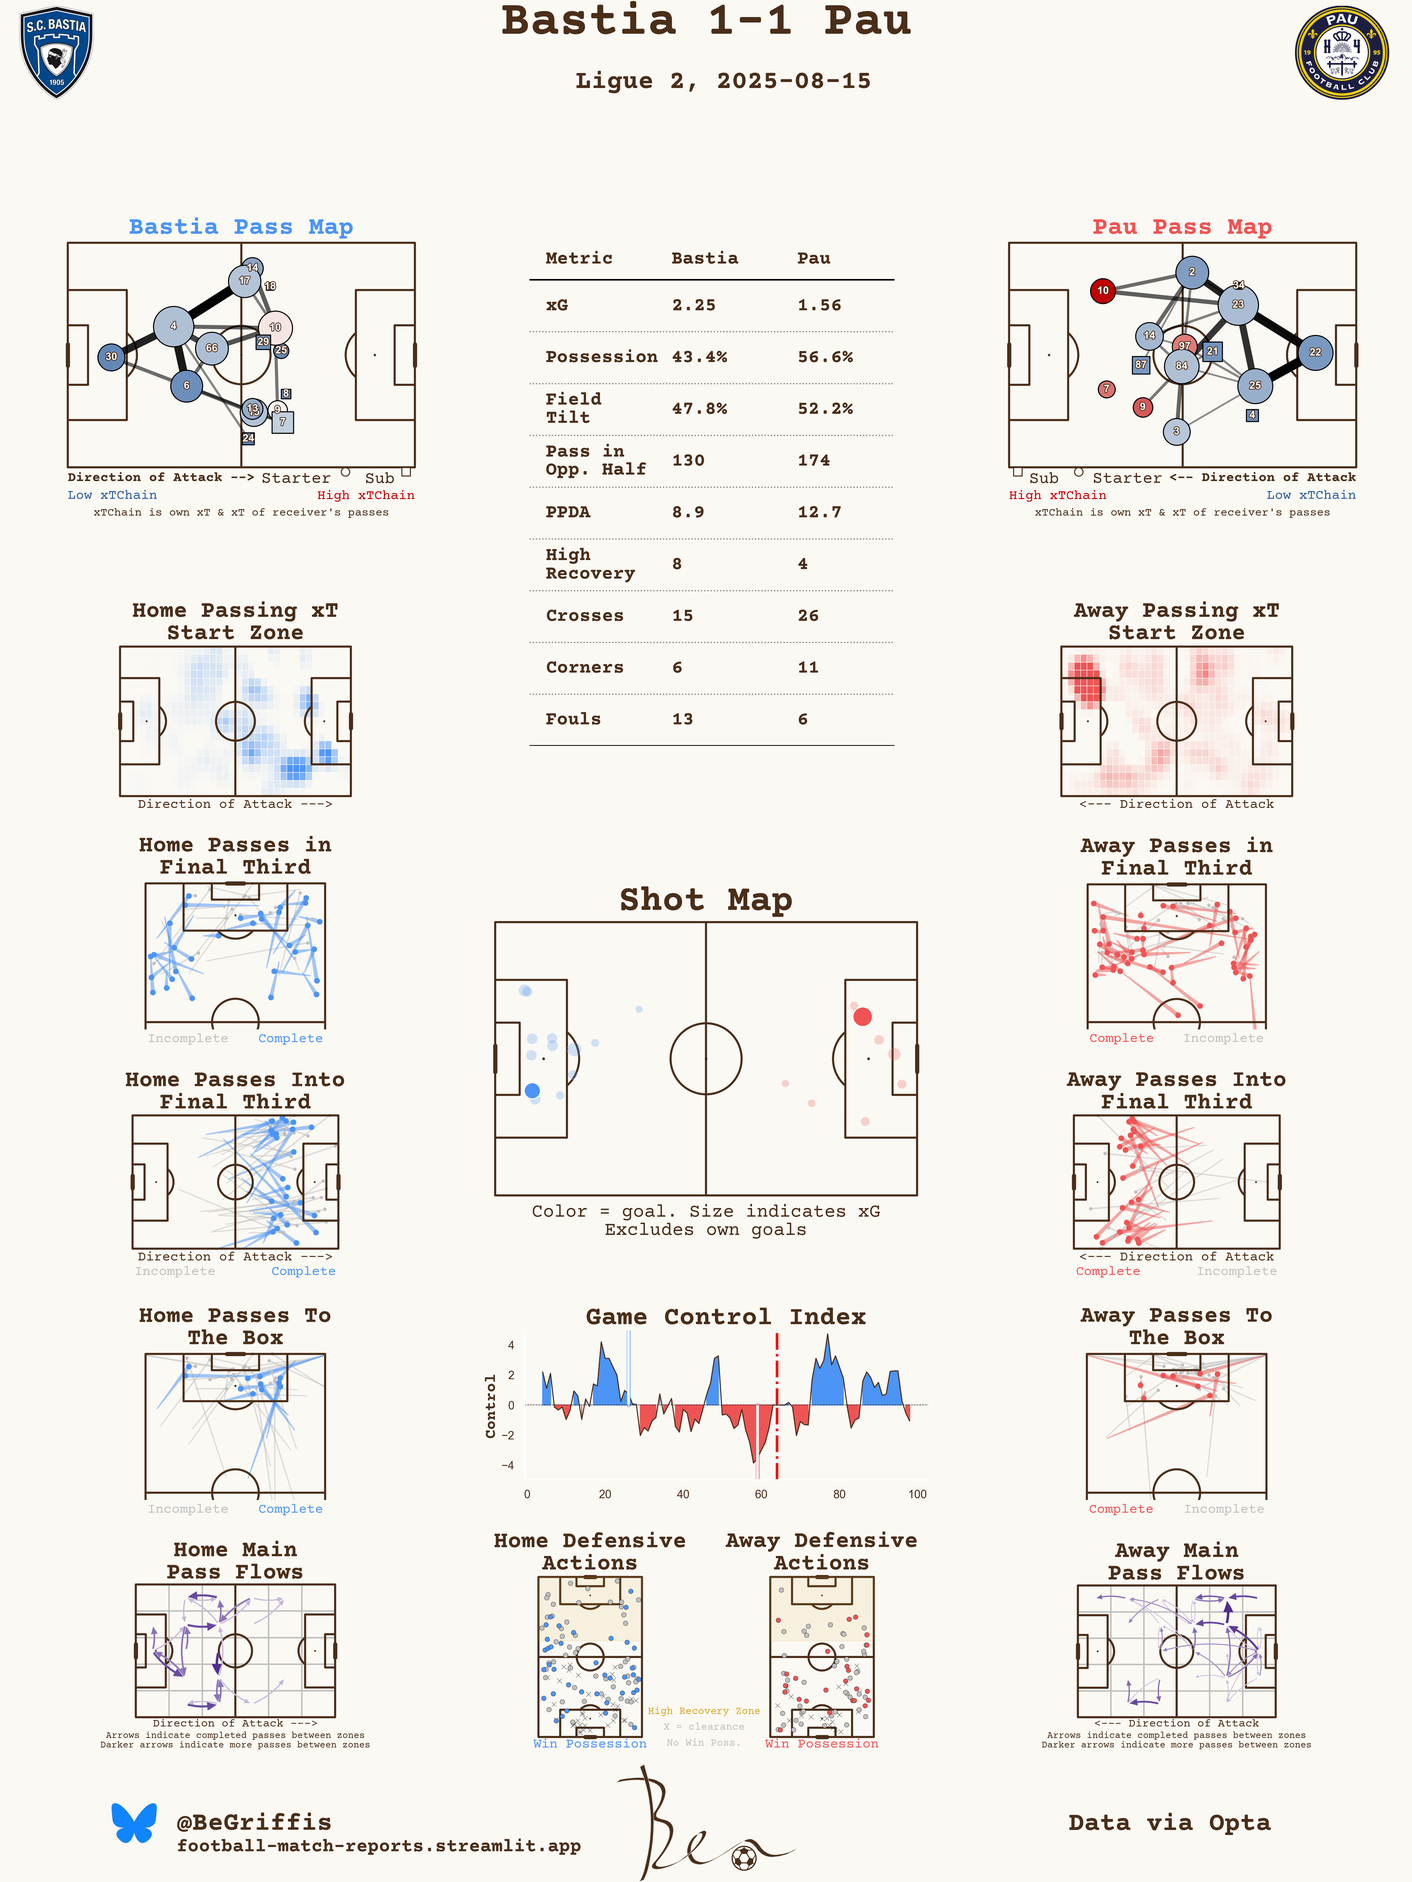 Bastia 1-1 Pau
Ligue 2, 2025-08-15
S.C. BASTIA
1905
PAU
19 95
FOOTBALL CLUB
Bastia Pass Map
14
17
18
4
10
66
29
25
30
6
8
13
9
7
24
Direction of Attack --> Starter Sub
Low xTChain High xTChain
xTChain is own xT & xT of receiver's passes
Metric Bastia Pau
xG 2.25 1.56
Possession 43.4% 56.6%
Field
Tilt 47.8% 52.2%
Pass in
Opp. Half 130 174
PPDA 8.9 12.7
High
Recovery 8 4
Crosses 15 26
Corners 6 11
Fouls 13 6
Pau Pass Map
2
10
34
23
14
97
21
22
87
84
7
25
9
4
3
Sub Starter <-- Direction of Attack
High xTChain Low xTChain
xTChain is own xT & xT of receiver's passes
Home Passing xT
Start Zone
Direction of Attack --->
Away Passing xT
Start Zone
<--- Direction of Attack
Home Passes in
Final Third
Incomplete Complete
Away Passes in
Final Third
Complete Incomplete
Shot Map
Color = goal. Size indicates xG
Excludes own goals
Home Passes Into
Final Third
Direction of Attack --->
Incomplete Complete
Away Passes Into
Final Third
<--- Direction of Attack
Complete Incomplete
Home Passes To
The Box
Incomplete Complete
Game Control Index
Control
4
2
0
−2
−4
0 20 40 60 80 100
Away Passes To
The Box
Complete Incomplete
Home Main
Pass Flows
Direction of Attack --->
Arrows indicate completed passes between zones
Darker arrows indicate more passes between zones
Home Defensive
Actions
Win Possession
Away Defensive
Actions
Win Possession
High Recovery Zone
X = clearance
No Win Poss.
Away Main
Pass Flows
<--- Direction of Attack
Arrows indicate completed passes between zones
Darker arrows indicate more passes between zones
@BeGriffis
football-match-reports.streamlit.app
Ben
Data via Opta